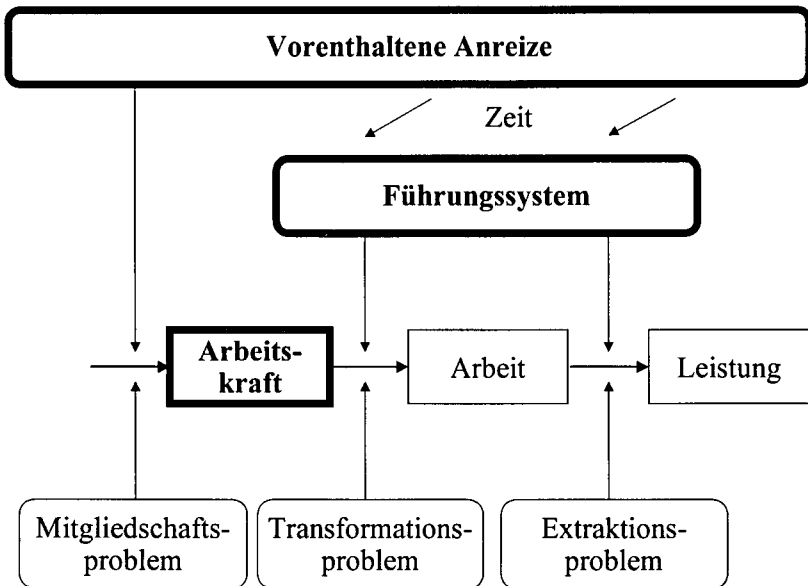 Vorenthaltene Anreize
Zeit
Führungssystem
Arbeits-
kraft
Arbeit
Leistung
Mitgliedschafts-
problem
Transformations-
problem
Extraktions-
problem